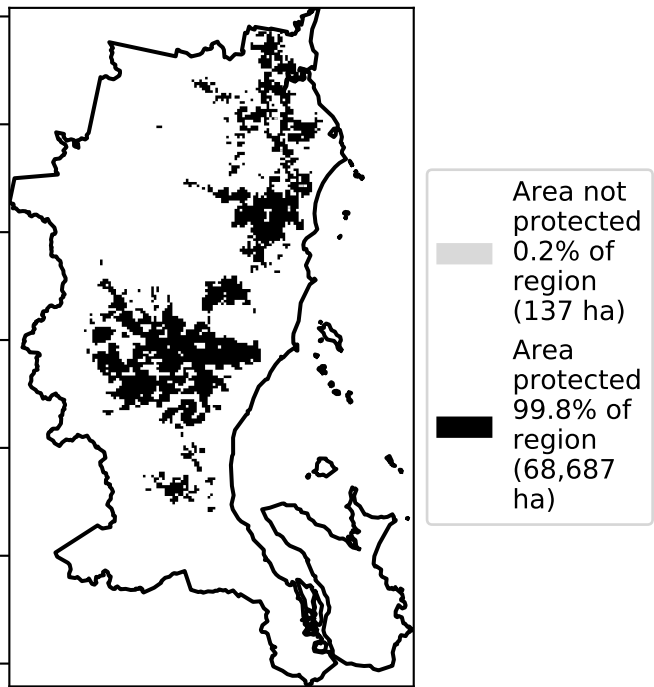 Area not
protected
0.2% of
region
(137 ha)
Area
protected
99.8% of
region
(68,687
ha)